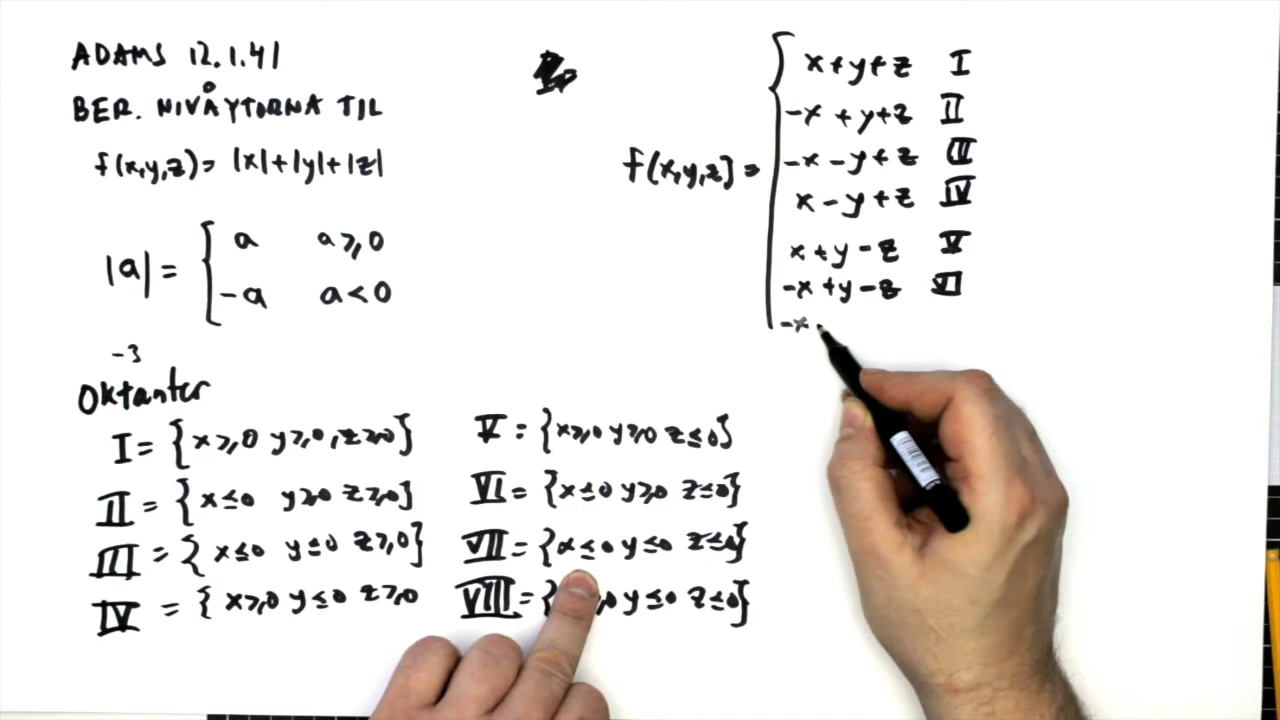 ADAMS 12.1.41
BER. NIVÅYTORNA TILL
f(x,y,z) = |x|+|y|+|z|
|a| = { a a≥0
-a a<0
-3
Oktanter
I = {x≥0 y≥0, z≥0}
II = {x≤0 y≥0 z≥0}
III = {x≤0 y≤0 z≥0}
IV = {x≥0 y≤0 z≥0
V = {x≥0 y≥0 z≤0}
VI = {x≤0 y≥0 z≤0}
VII = {x≤0 y≤0 z≤0}
VIII = { ,0 y≤0 z≤0}
f(x,y,z) = {
x+y+z I
-x+y+z II
-x-y+z III
x-y+z IV
x+y-z V
-x+y-z VI
-x